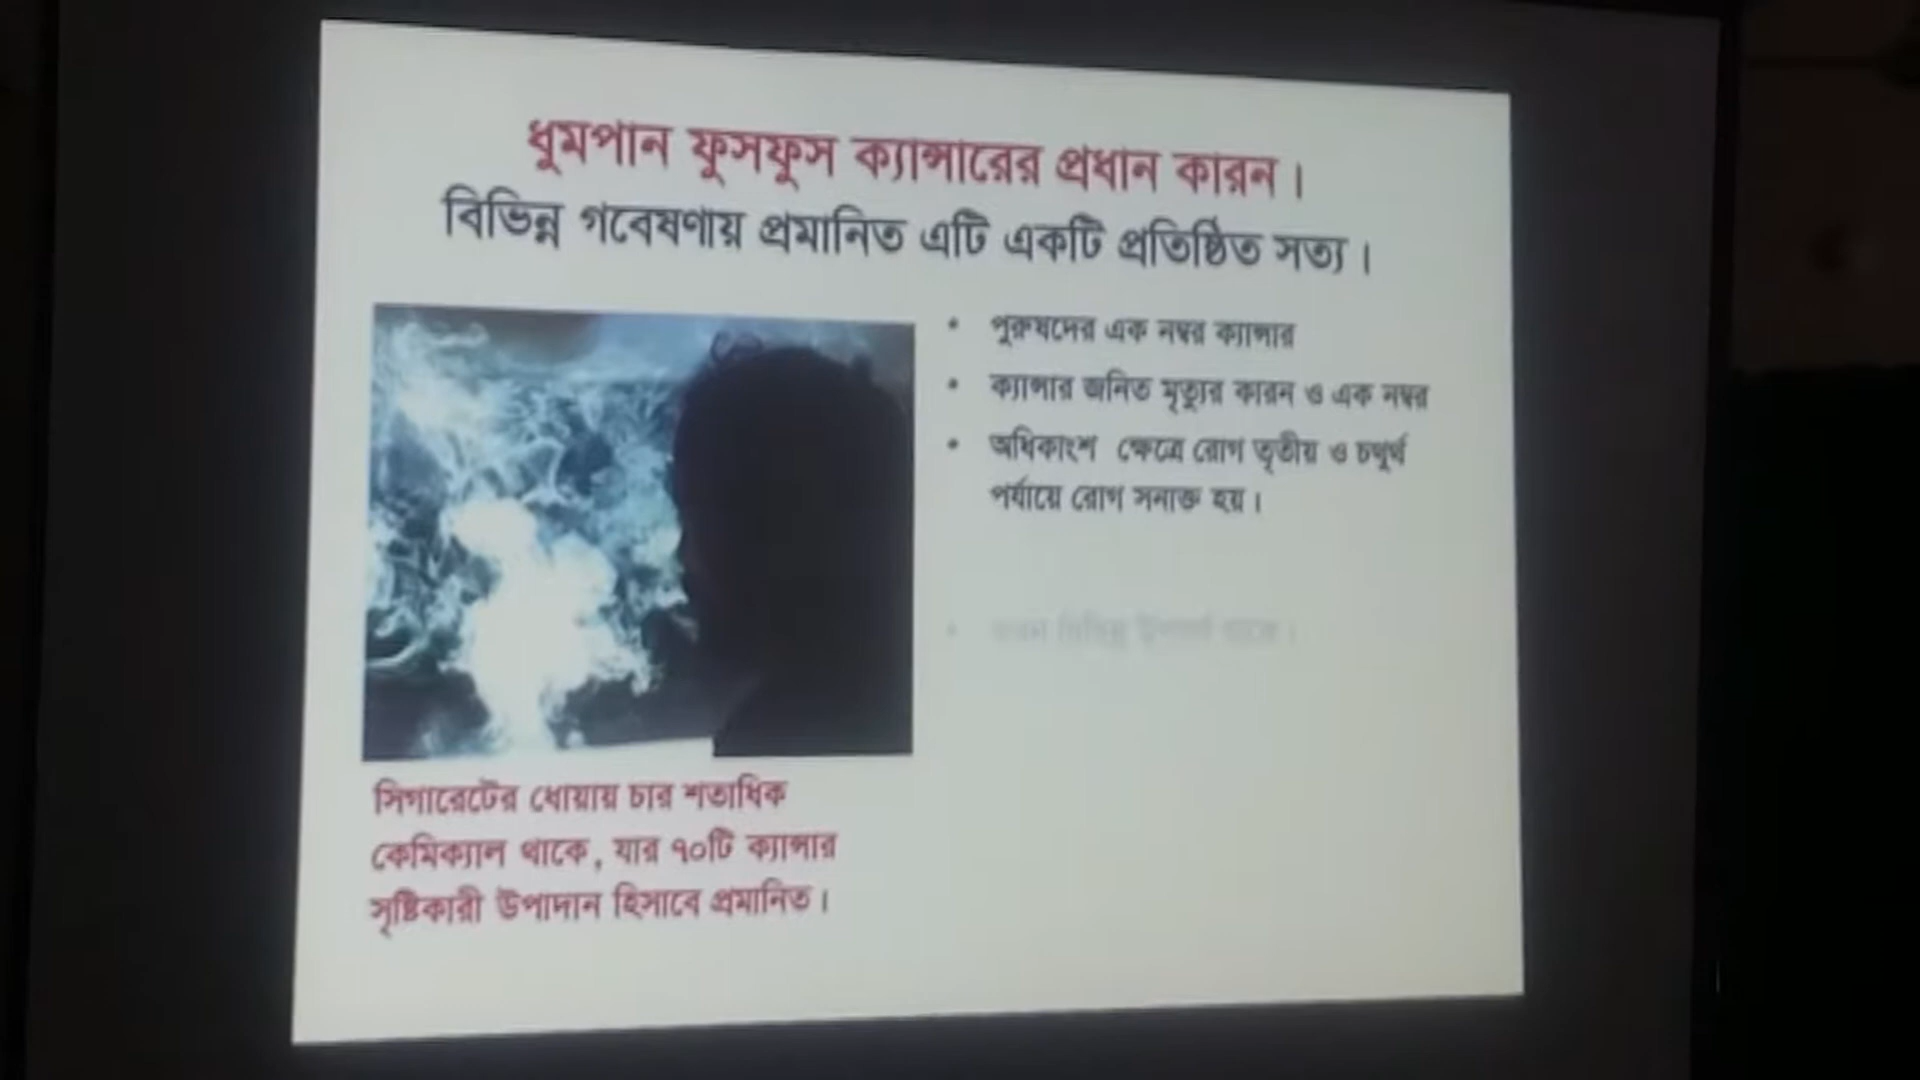 ধুমপান ফুসফুস ক্যান্সারের প্রধান কারন।
বিভিন্ন গবেষণায় প্রমানিত এটি একটি প্রতিষ্ঠিত সত্য।
• পুরুষদের এক নম্বর ক্যান্সার
• ক্যান্সার জনিত মৃত্যুর কারন ও এক নম্বর
• অধিকাংশ ক্ষেত্রে রোগ তৃতীয় ও চথুর্থ
পর্যায়ে রোগ সনাক্ত হয়।
সিগারেটের ধোয়ায় চার শতাধিক
কেমিক্যাল থাকে, যার ৭০টি ক্যান্সার
সৃষ্টিকারী উপাদান হিসাবে প্রমানিত।